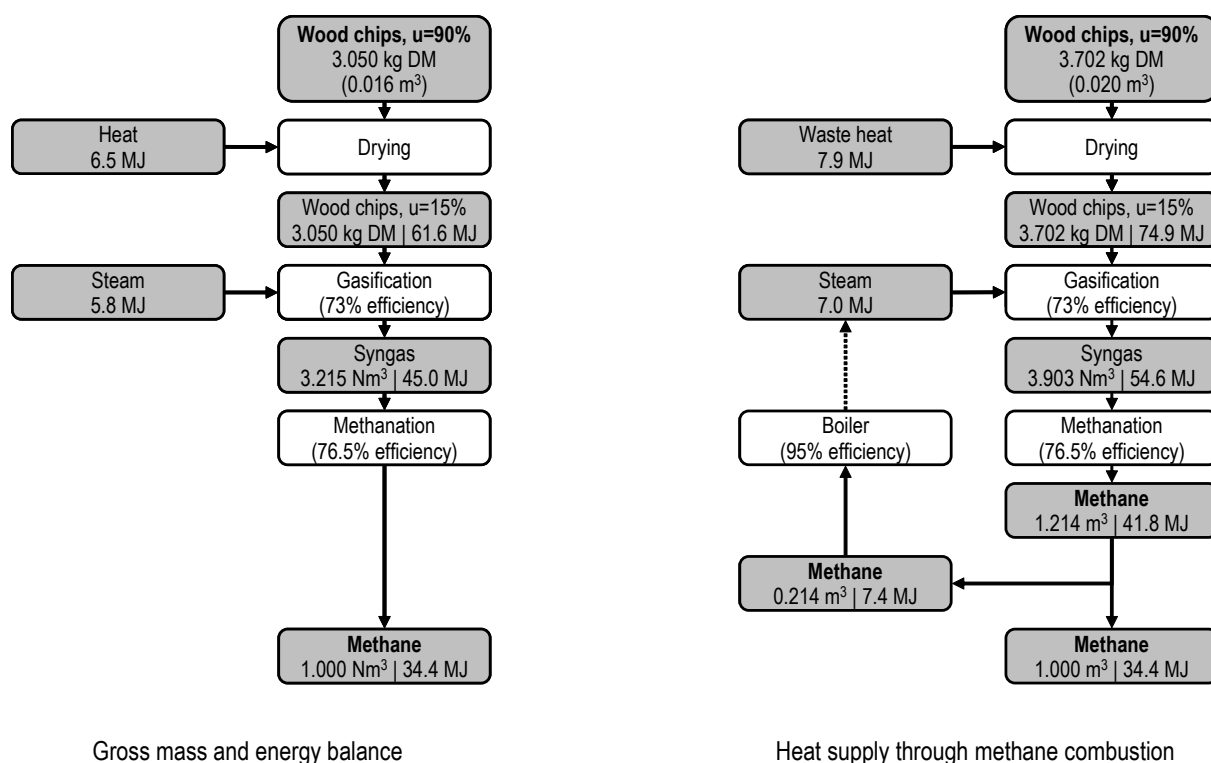 Wood chips, u=90%
3.050 kg DM
(0.016 m³)
Heat
6.5 MJ
Drying
Wood chips, u=15%
3.050 kg DM | 61.6 MJ
Steam
5.8 MJ
Gasification
(73% efficiency)
Syngas
3.215 Nm³ | 45.0 MJ
Methanation
(76.5% efficiency)
Methane
1.000 Nm³ | 34.4 MJ
Gross mass and energy balance
Wood chips, u=90%
3.702 kg DM
(0.020 m³)
Waste heat
7.9 MJ
Drying
Wood chips, u=15%
3.702 kg DM | 74.9 MJ
Steam
7.0 MJ
Gasification
(73% efficiency)
Syngas
3.903 Nm³ | 54.6 MJ
Boiler
(95% efficiency)
Methanation
(76.5% efficiency)
Methane
1.214 m³ | 41.8 MJ
Methane
0.214 m³ | 7.4 MJ
Methane
1.000 m³ | 34.4 MJ
Heat supply through methane combustion